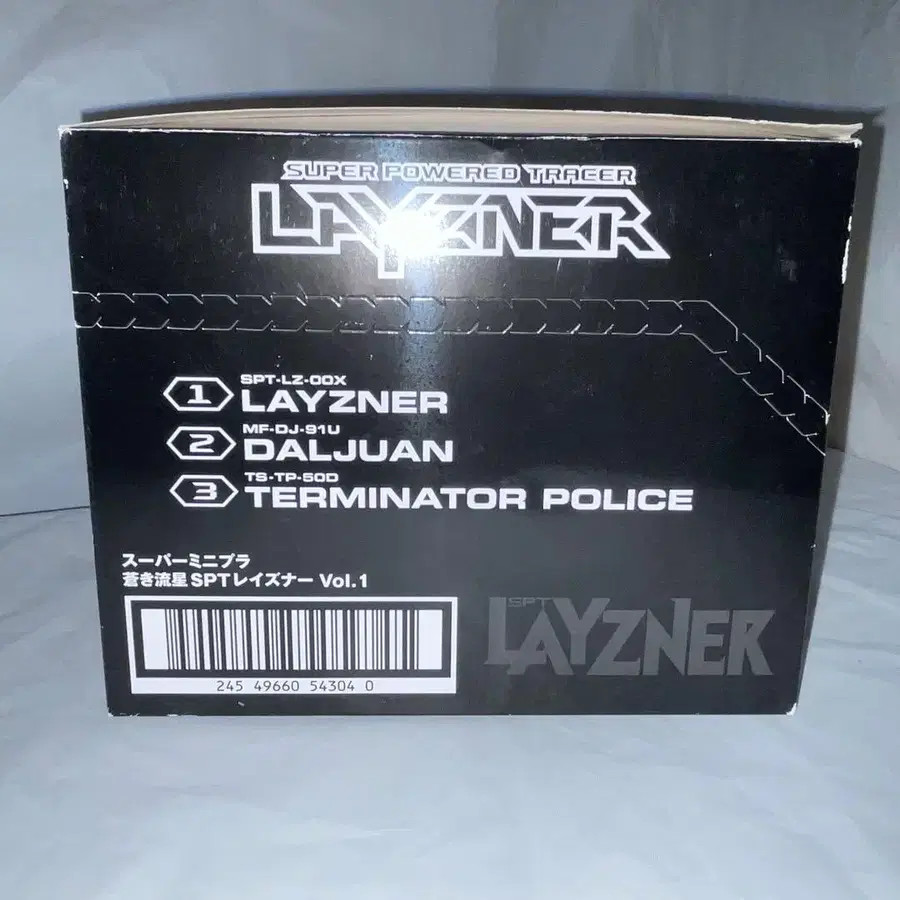 SUPER POWERED TRACER
LAYZNER
1 SPT-LZ-00X
LAYZNER
2 MF-DJ-91U
DALJUAN
3 TS-TP-50D
TERMINATOR POLICE
スーパーミニプラ
蒼き流星SPTレイズナー Vol.1
SPT
LAYZNER
245 49660 54304 0